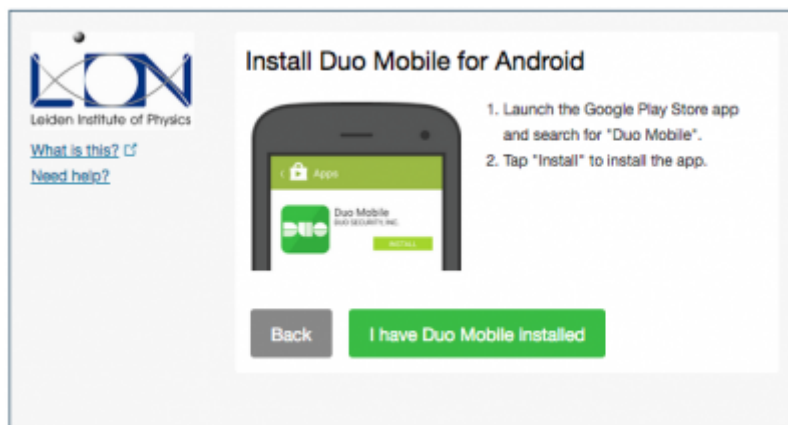 LION
Leiden Institute of Physics
What is this?
Need help?
Install Duo Mobile for Android
1. Launch the Google Play Store app
and search for "Duo Mobile".
2. Tap "Install" to install the app.
Apps
DUO
Duo Mobile
DUO SECURITY, INC.
INSTALL
Back
I have Duo Mobile installed